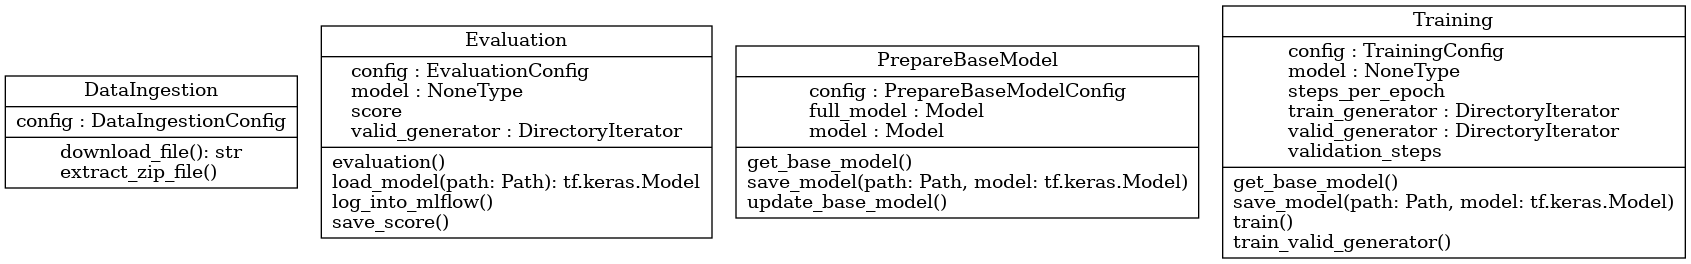 DataIngestion
config : DataIngestionConfig
download_file(): str
extract_zip_file()
Evaluation
config : EvaluationConfig
model : NoneType
score
valid_generator : DirectoryIterator
evaluation()
load_model(path: Path): tf.keras.Model
log_into_mlflow()
save_score()
PrepareBaseModel
config : PrepareBaseModelConfig
full_model : Model
model : Model
get_base_model()
save_model(path: Path, model: tf.keras.Model)
update_base_model()
Training
config : TrainingConfig
model : NoneType
steps_per_epoch
train_generator : DirectoryIterator
valid_generator : DirectoryIterator
validation_steps
get_base_model()
save_model(path: Path, model: tf.keras.Model)
train()
train_valid_generator()